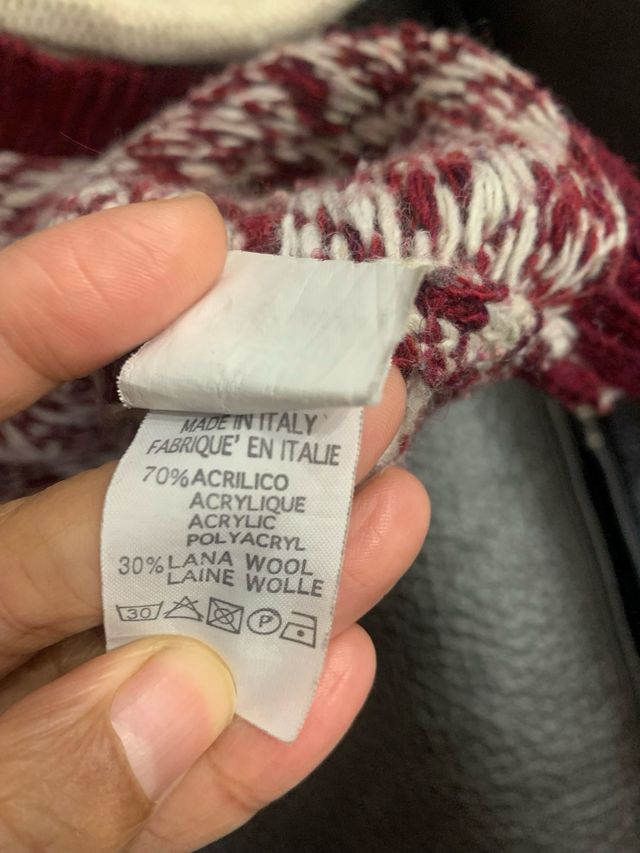 MADE IN ITALY
FABRIQUE' EN ITALIE
70% ACRILICO
ACRYLIQUE
ACRYLIC
POLYACRYL
30% LANA WOOL
LAINE WOLLE
30 P